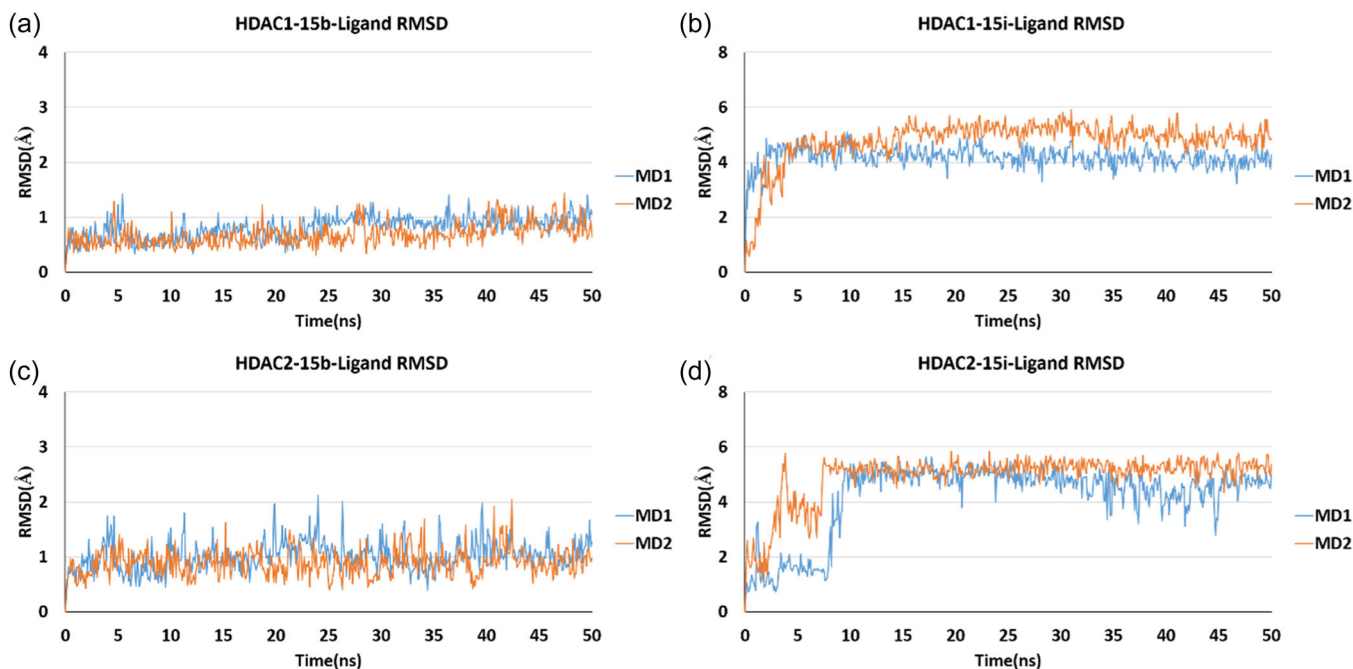 (a)
HDAC1-15b-Ligand RMSD
4
3
2
1
0
RMSD(Å)
0 5 10 15 20 25 30 35 40 45 50
Time(ns)
MD1
MD2
(b)
HDAC1-15i-Ligand RMSD
8
6
4
2
0
RMSD(Å)
0 5 10 15 20 25 30 35 40 45 50
Time(ns)
MD1
MD2
(c)
HDAC2-15b-Ligand RMSD
4
3
2
1
0
RMSD(Å)
0 5 10 15 20 25 30 35 40 45 50
Time(ns)
MD1
MD2
(d)
HDAC2-15i-Ligand RMSD
8
6
4
2
0
RMSD(Å)
0 5 10 15 20 25 30 35 40 45 50
Time(ns)
MD1
MD2